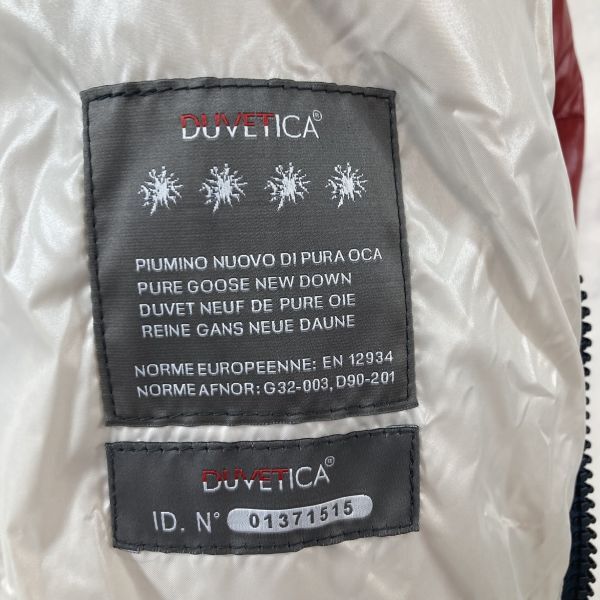 DUVETICA®
PIUMINO NUOVO DI PURA OCA
PURE GOOSE NEW DOWN
DUVET NEUF DE PURE OIE
REINE GANS NEUE DAUNE
NORME EUROPEENNE: EN 12934
NORME AFNOR: G32-003, D90-201
DUVETICA®
ID. N° 01371515